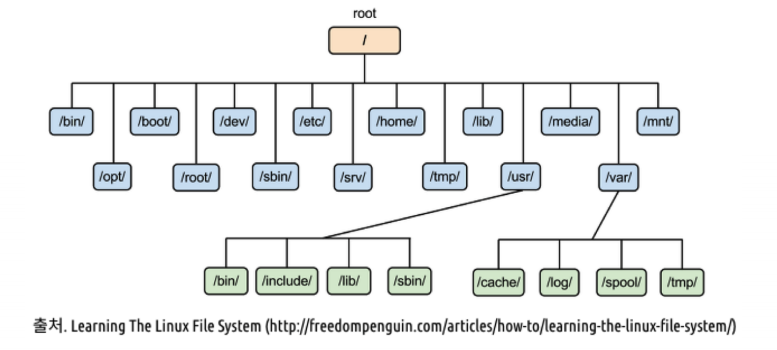 root
/
/bin/ /boot/ /dev/ /etc/ /home/ /lib/ /media/ /mnt/
/opt/ /root/ /sbin/ /srv/ /tmp/ /usr/ /var/
/bin/ /include/ /lib/ /sbin/ /cache/ /log/ /spool/ /tmp/
출처. Learning The Linux File System (http://freedompenguin.com/articles/how-to/learning-the-linux-file-system/)